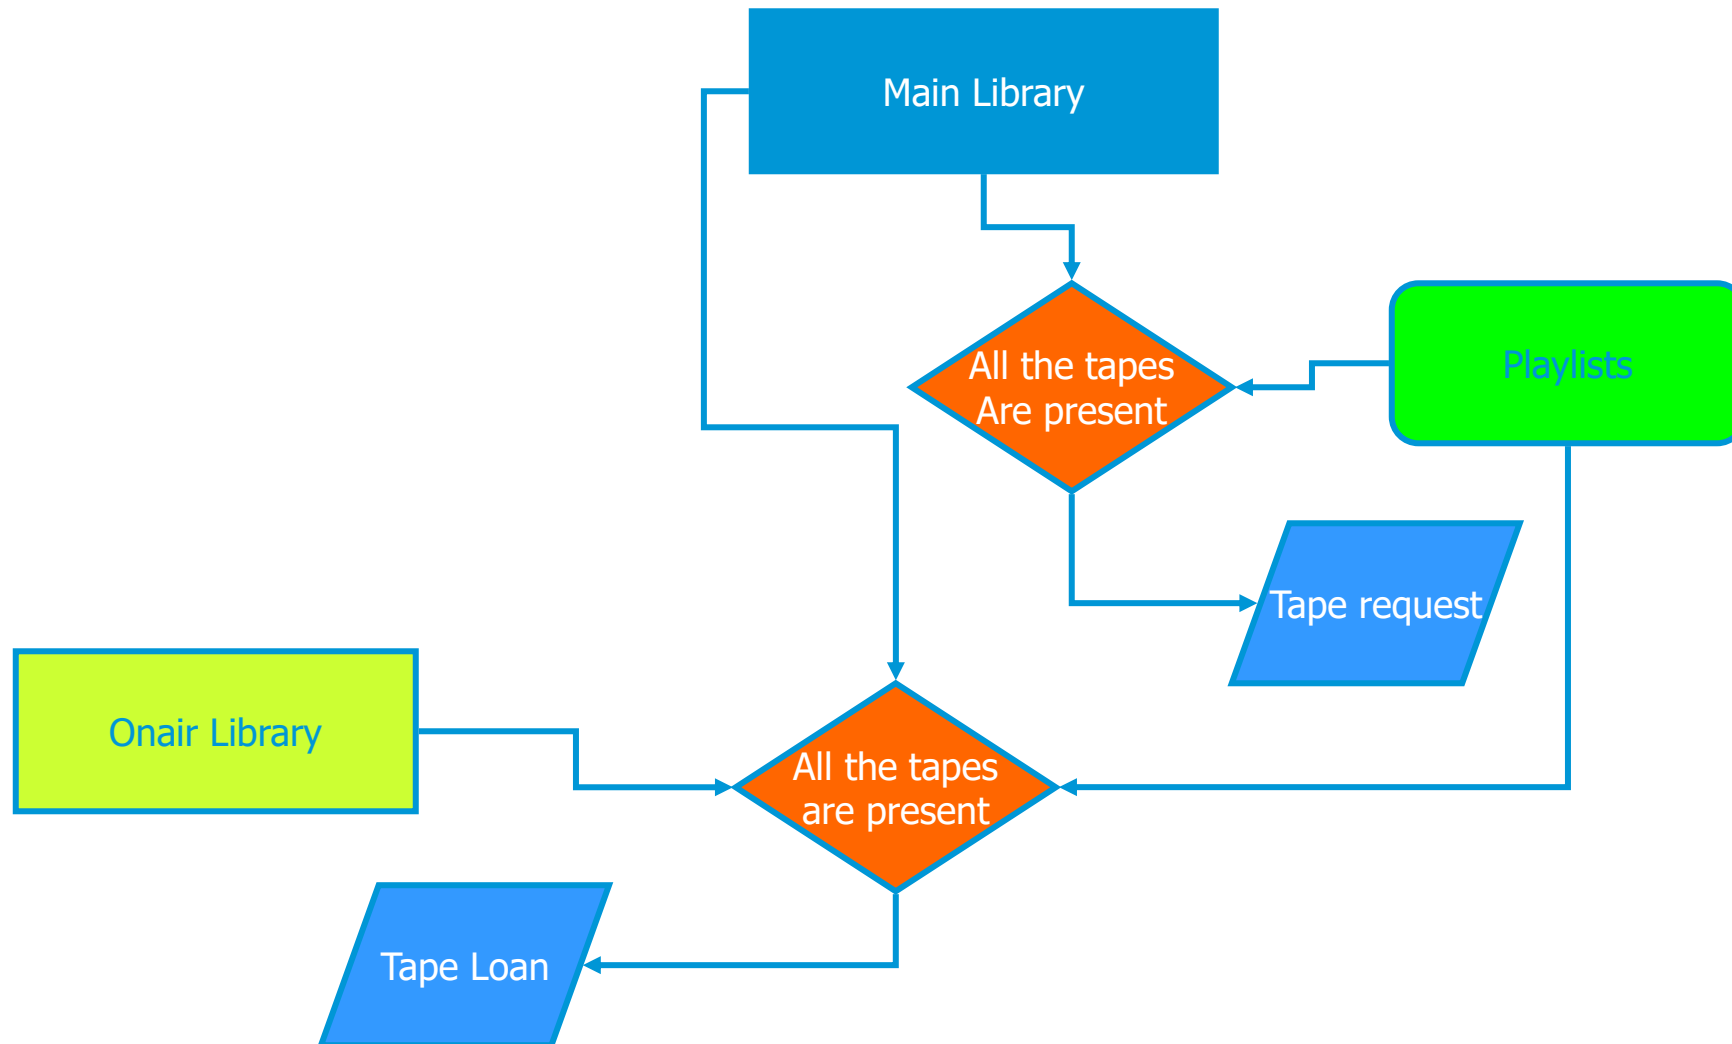 Main Library
All the tapes
Are present
Playlists
Tape request
Onair Library
All the tapes
are present
Tape Loan